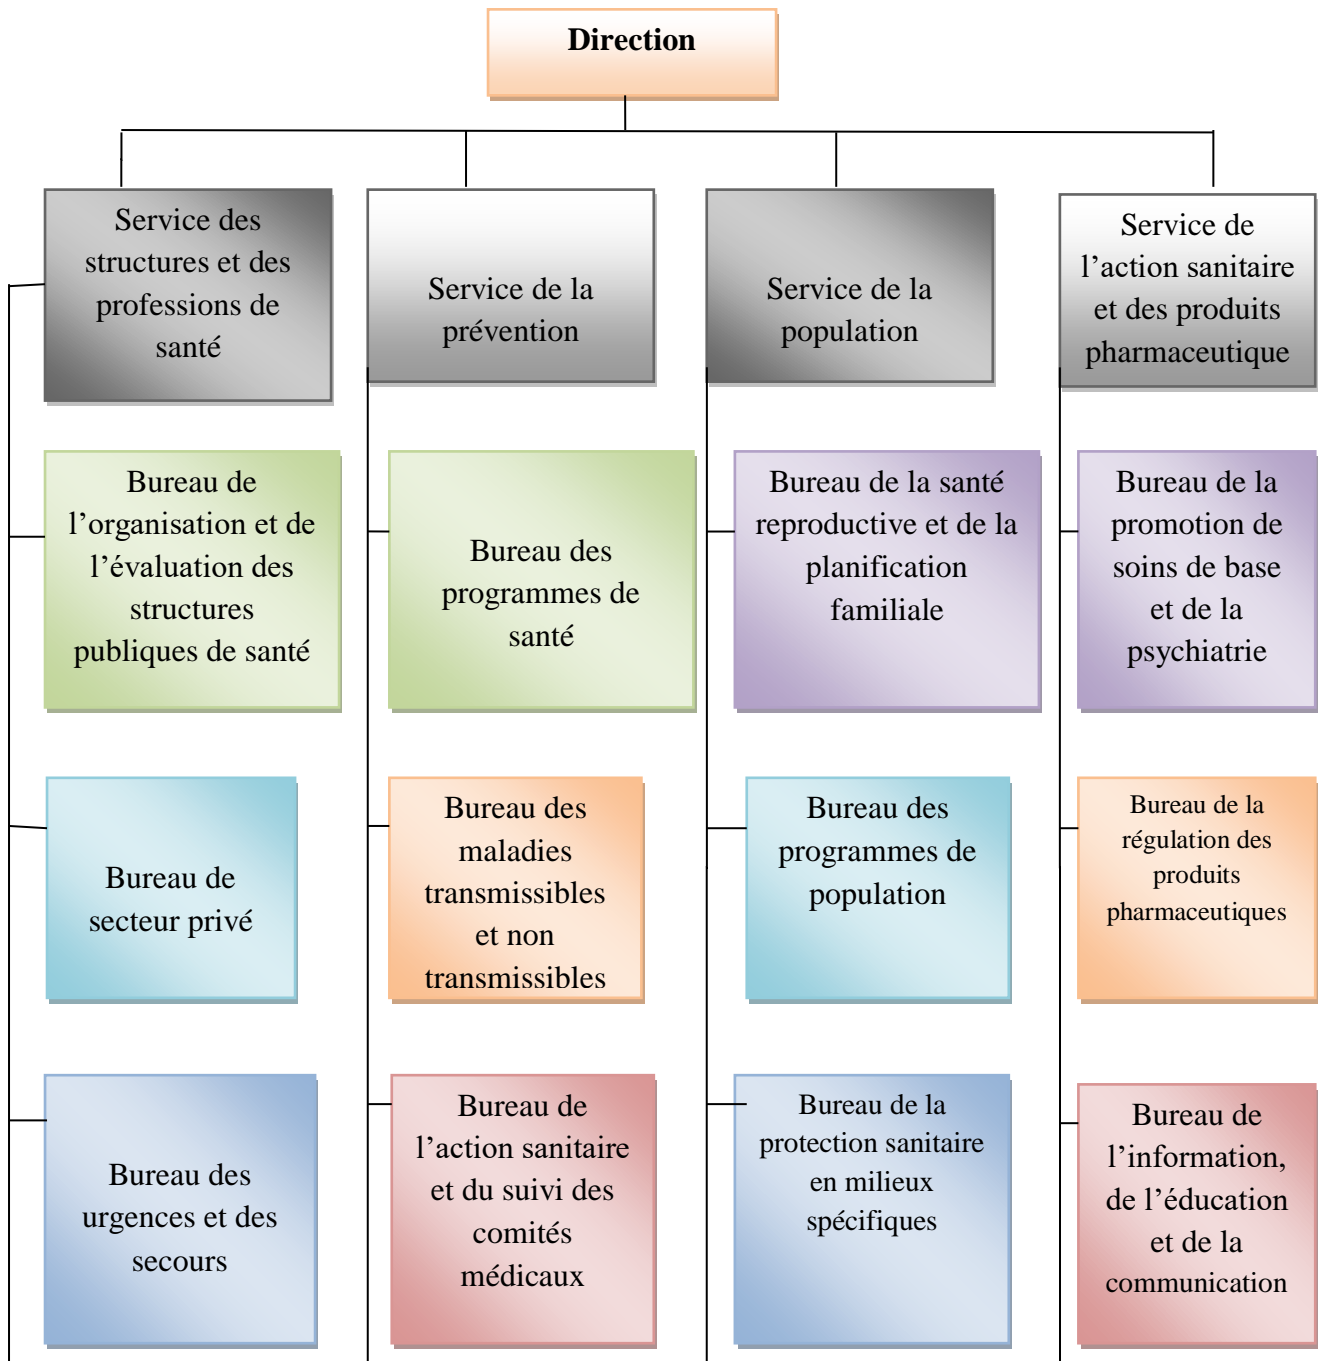 Direction
Service des
structures et des
professions de
santé
Service de la
prévention
Service de la
population
Service de
l’action sanitaire
et des produits
pharmaceutique
Bureau de
l’organisation et de
l’évaluation des
structures
publiques de santé
Bureau des
programmes de
santé
Bureau de la santé
reproductive et de la
planification
familiale
Bureau de la
promotion de
soins de base
et de la
psychiatrie
Bureau de
secteur privé
Bureau des
maladies
transmissibles
et non
transmissibles
Bureau des
programmes de
population
Bureau de la
régulation des
produits
pharmaceutiques
Bureau des
urgences et des
secours
Bureau de
l’action sanitaire
et du suivi des
comités
médicaux
Bureau de la
protection sanitaire
en milieux
spécifiques
Bureau de
l’information,
de l’éducation
et de la
communication